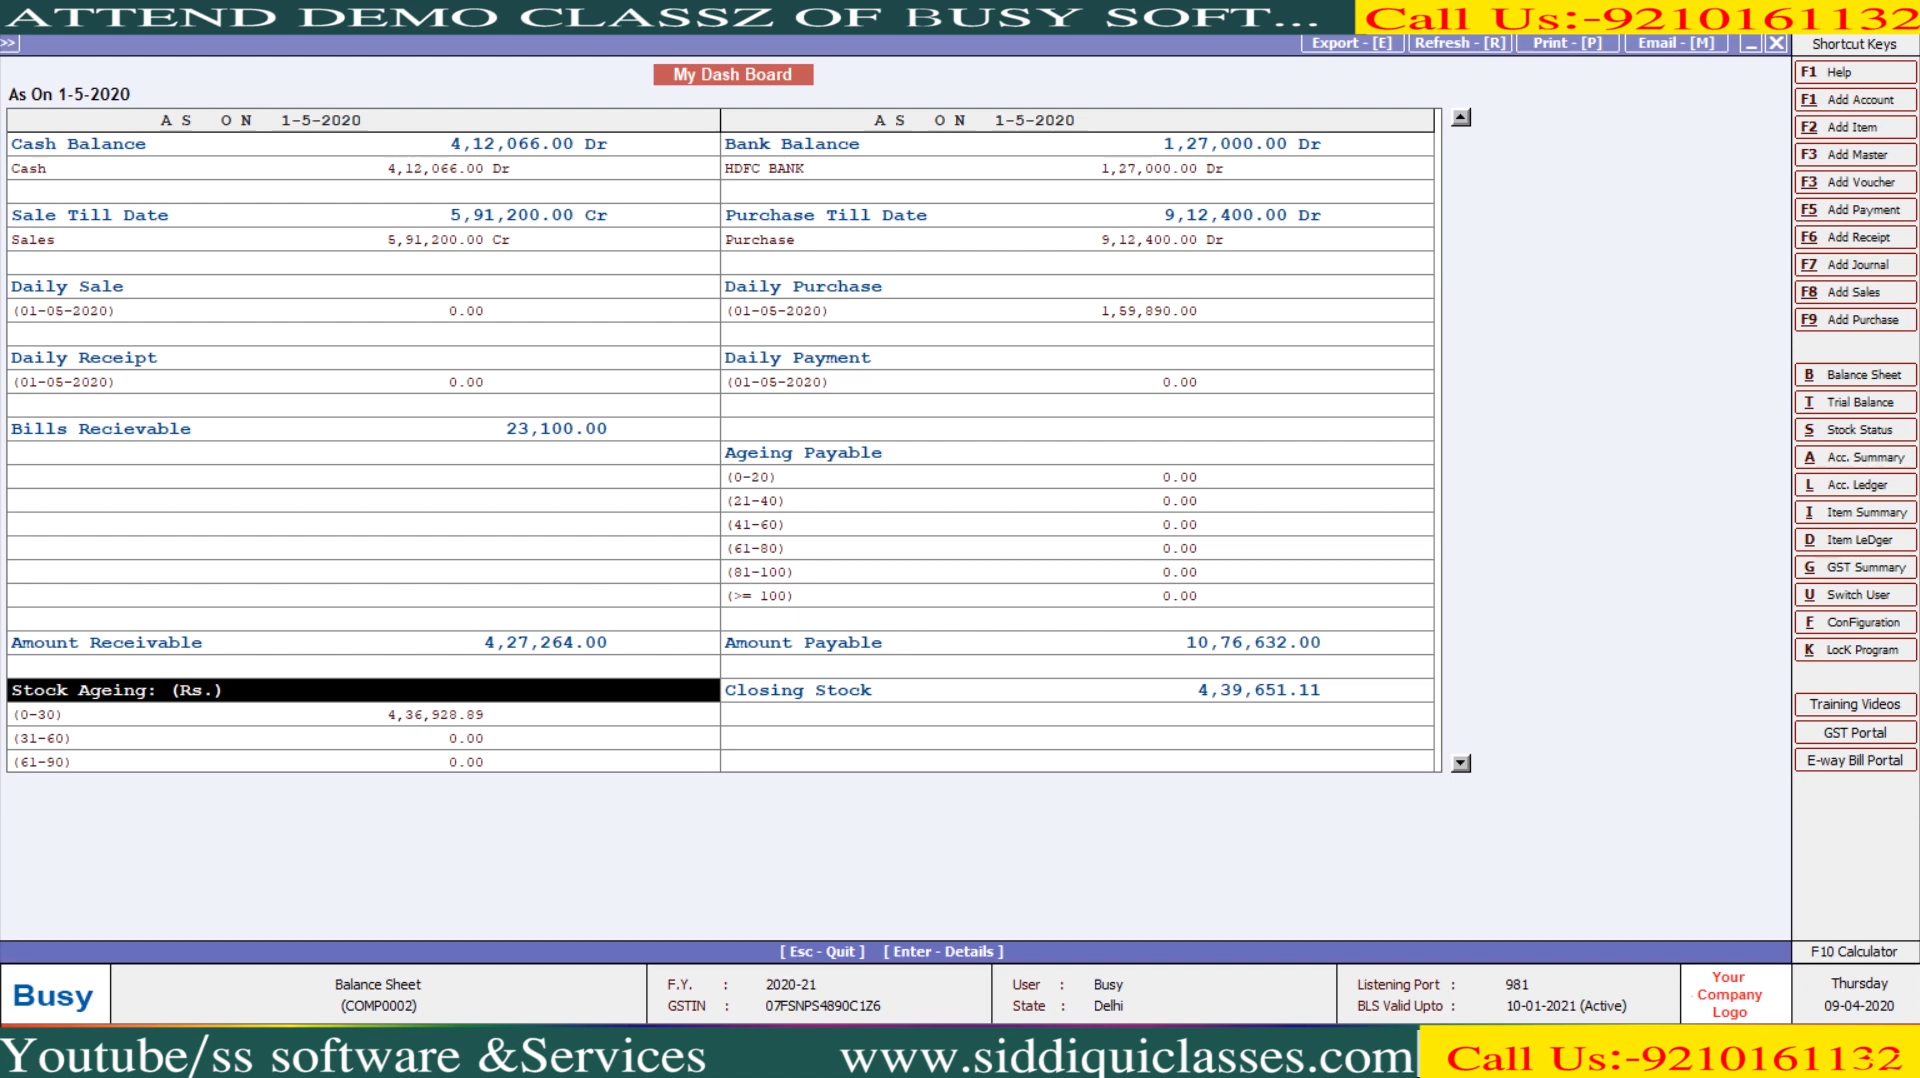 ATTEND DEMO CLASSZ OF BUSY SOFT... Call Us:-9210161132
>> Export - [E] Refresh - [R] Print - [P] Email - [M] _ X Shortcut Keys
My Dash Board
As On 1-5-2020
AS ON 1-5-2020 AS ON 1-5-2020
Cash Balance 4,12,066.00 Dr Bank Balance 1,27,000.00 Dr
Cash 4,12,066.00 Dr HDFC BANK 1,27,000.00 Dr
Sale Till Date 5,91,200.00 Cr Purchase Till Date 9,12,400.00 Dr
Sales 5,91,200.00 Cr Purchase 9,12,400.00 Dr
Daily Sale Daily Purchase
(01-05-2020) 0.00 (01-05-2020) 1,59,890.00
Daily Receipt Daily Payment
(01-05-2020) 0.00 (01-05-2020) 0.00
Bills Recievable 23,100.00
Ageing Payable
(0-20) 0.00
(21-40) 0.00
(41-60) 0.00
(61-80) 0.00
(81-100) 0.00
(>= 100) 0.00
Amount Receivable 4,27,264.00 Amount Payable 10,76,632.00
Stock Ageing: (Rs.) Closing Stock 4,39,651.11
(0-30) 4,36,928.89
(31-60) 0.00
(61-90) 0.00
F1 Help
F1 Add Account
F2 Add Item
F3 Add Master
F3 Add Voucher
F5 Add Payment
F6 Add Receipt
F7 Add Journal
F8 Add Sales
F9 Add Purchase
B Balance Sheet
T Trial Balance
S Stock Status
A Acc. Summary
L Acc. Ledger
I Item Summary
D Item LeDger
G GST Summary
U Switch User
F ConFiguration
K LocK Program
Training Videos
GST Portal
E-way Bill Portal
[ Esc - Quit ] [ Enter - Details ] F10 Calculator
Busy
Balance Sheet
(COMP0002)
F.Y. : 2020-21
GSTIN : 07FSNPS4890C1Z6
User : Busy
State : Delhi
Listening Port : 981
BLS Valid Upto : 10-01-2021 (Active)
Your
Company
Logo
Thursday
09-04-2020
Youtube/ss software &Services www.siddiquiclasses.com Call Us:-9210161132